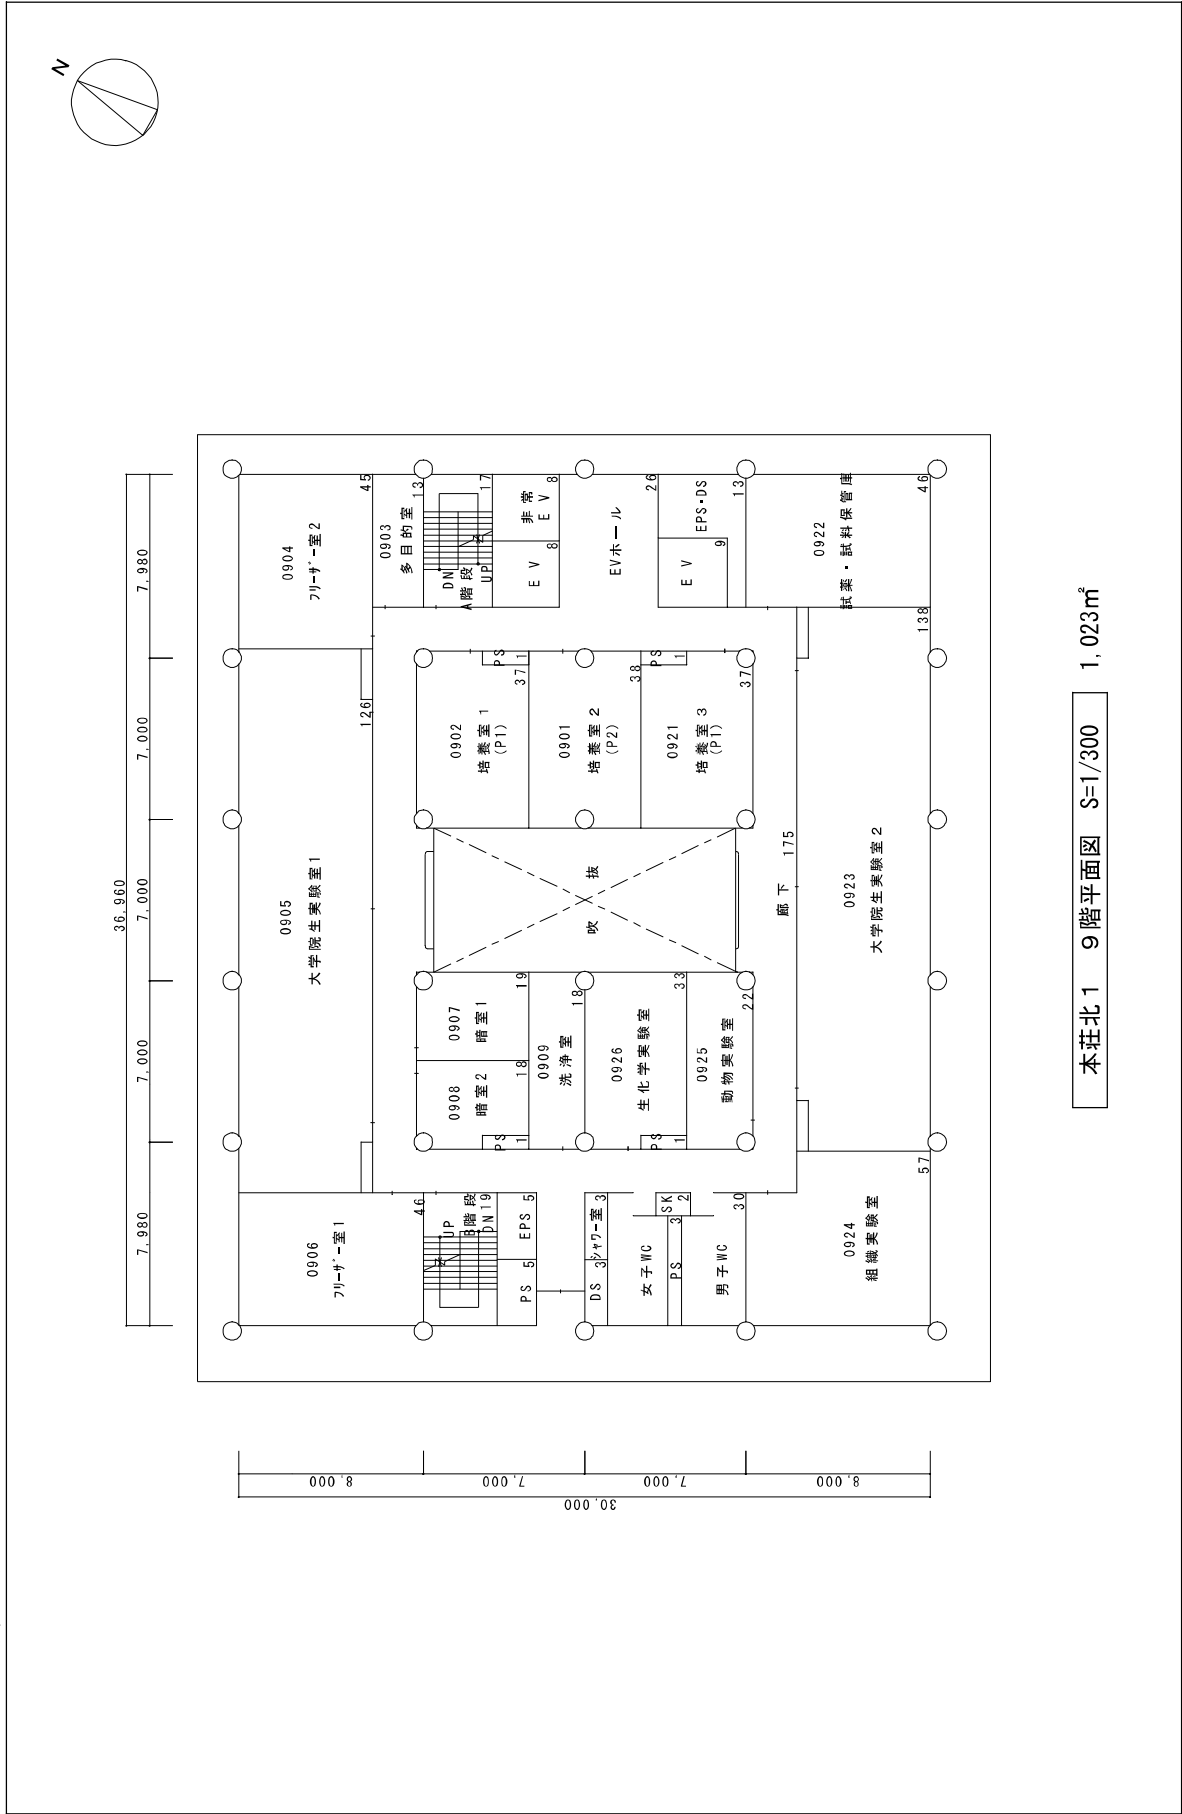 N
36,960
7,980
7,000
7,000
7,000
7,980
30,000
8,000
7,000
7,000
8,000
0906
フリーザー室1
46
0905
大学院生実験室1
126
0904
フリーザー室2
45
0903
多目的室
13
UP
B階段
DN
19
PS
5
EPS
5
DS
3
シャワー室
3
女子WC
PS
3
SK
2
男子WC
30
0924
組織実験室
57
0908
暗室2
18
PS
1
0907
暗室1
19
0909
洗浄室
18
0926
生化学実験室
33
PS
1
0925
動物実験室
22
吹 抜
廊下
175
0902
培養室1
(P1)
37
PS
1
0901
培養室2
(P2)
38
0921
培養室3
(P1)
37
PS
1
DN
A階段
UP
17
EV
8
非常
EV
8
EVホール
26
EV
9
EPS・DS
13
0923
大学院生実験室2
138
0922
試薬・試料保管庫
46
本荘北1 9階平面図 S=1/300 1,023㎡